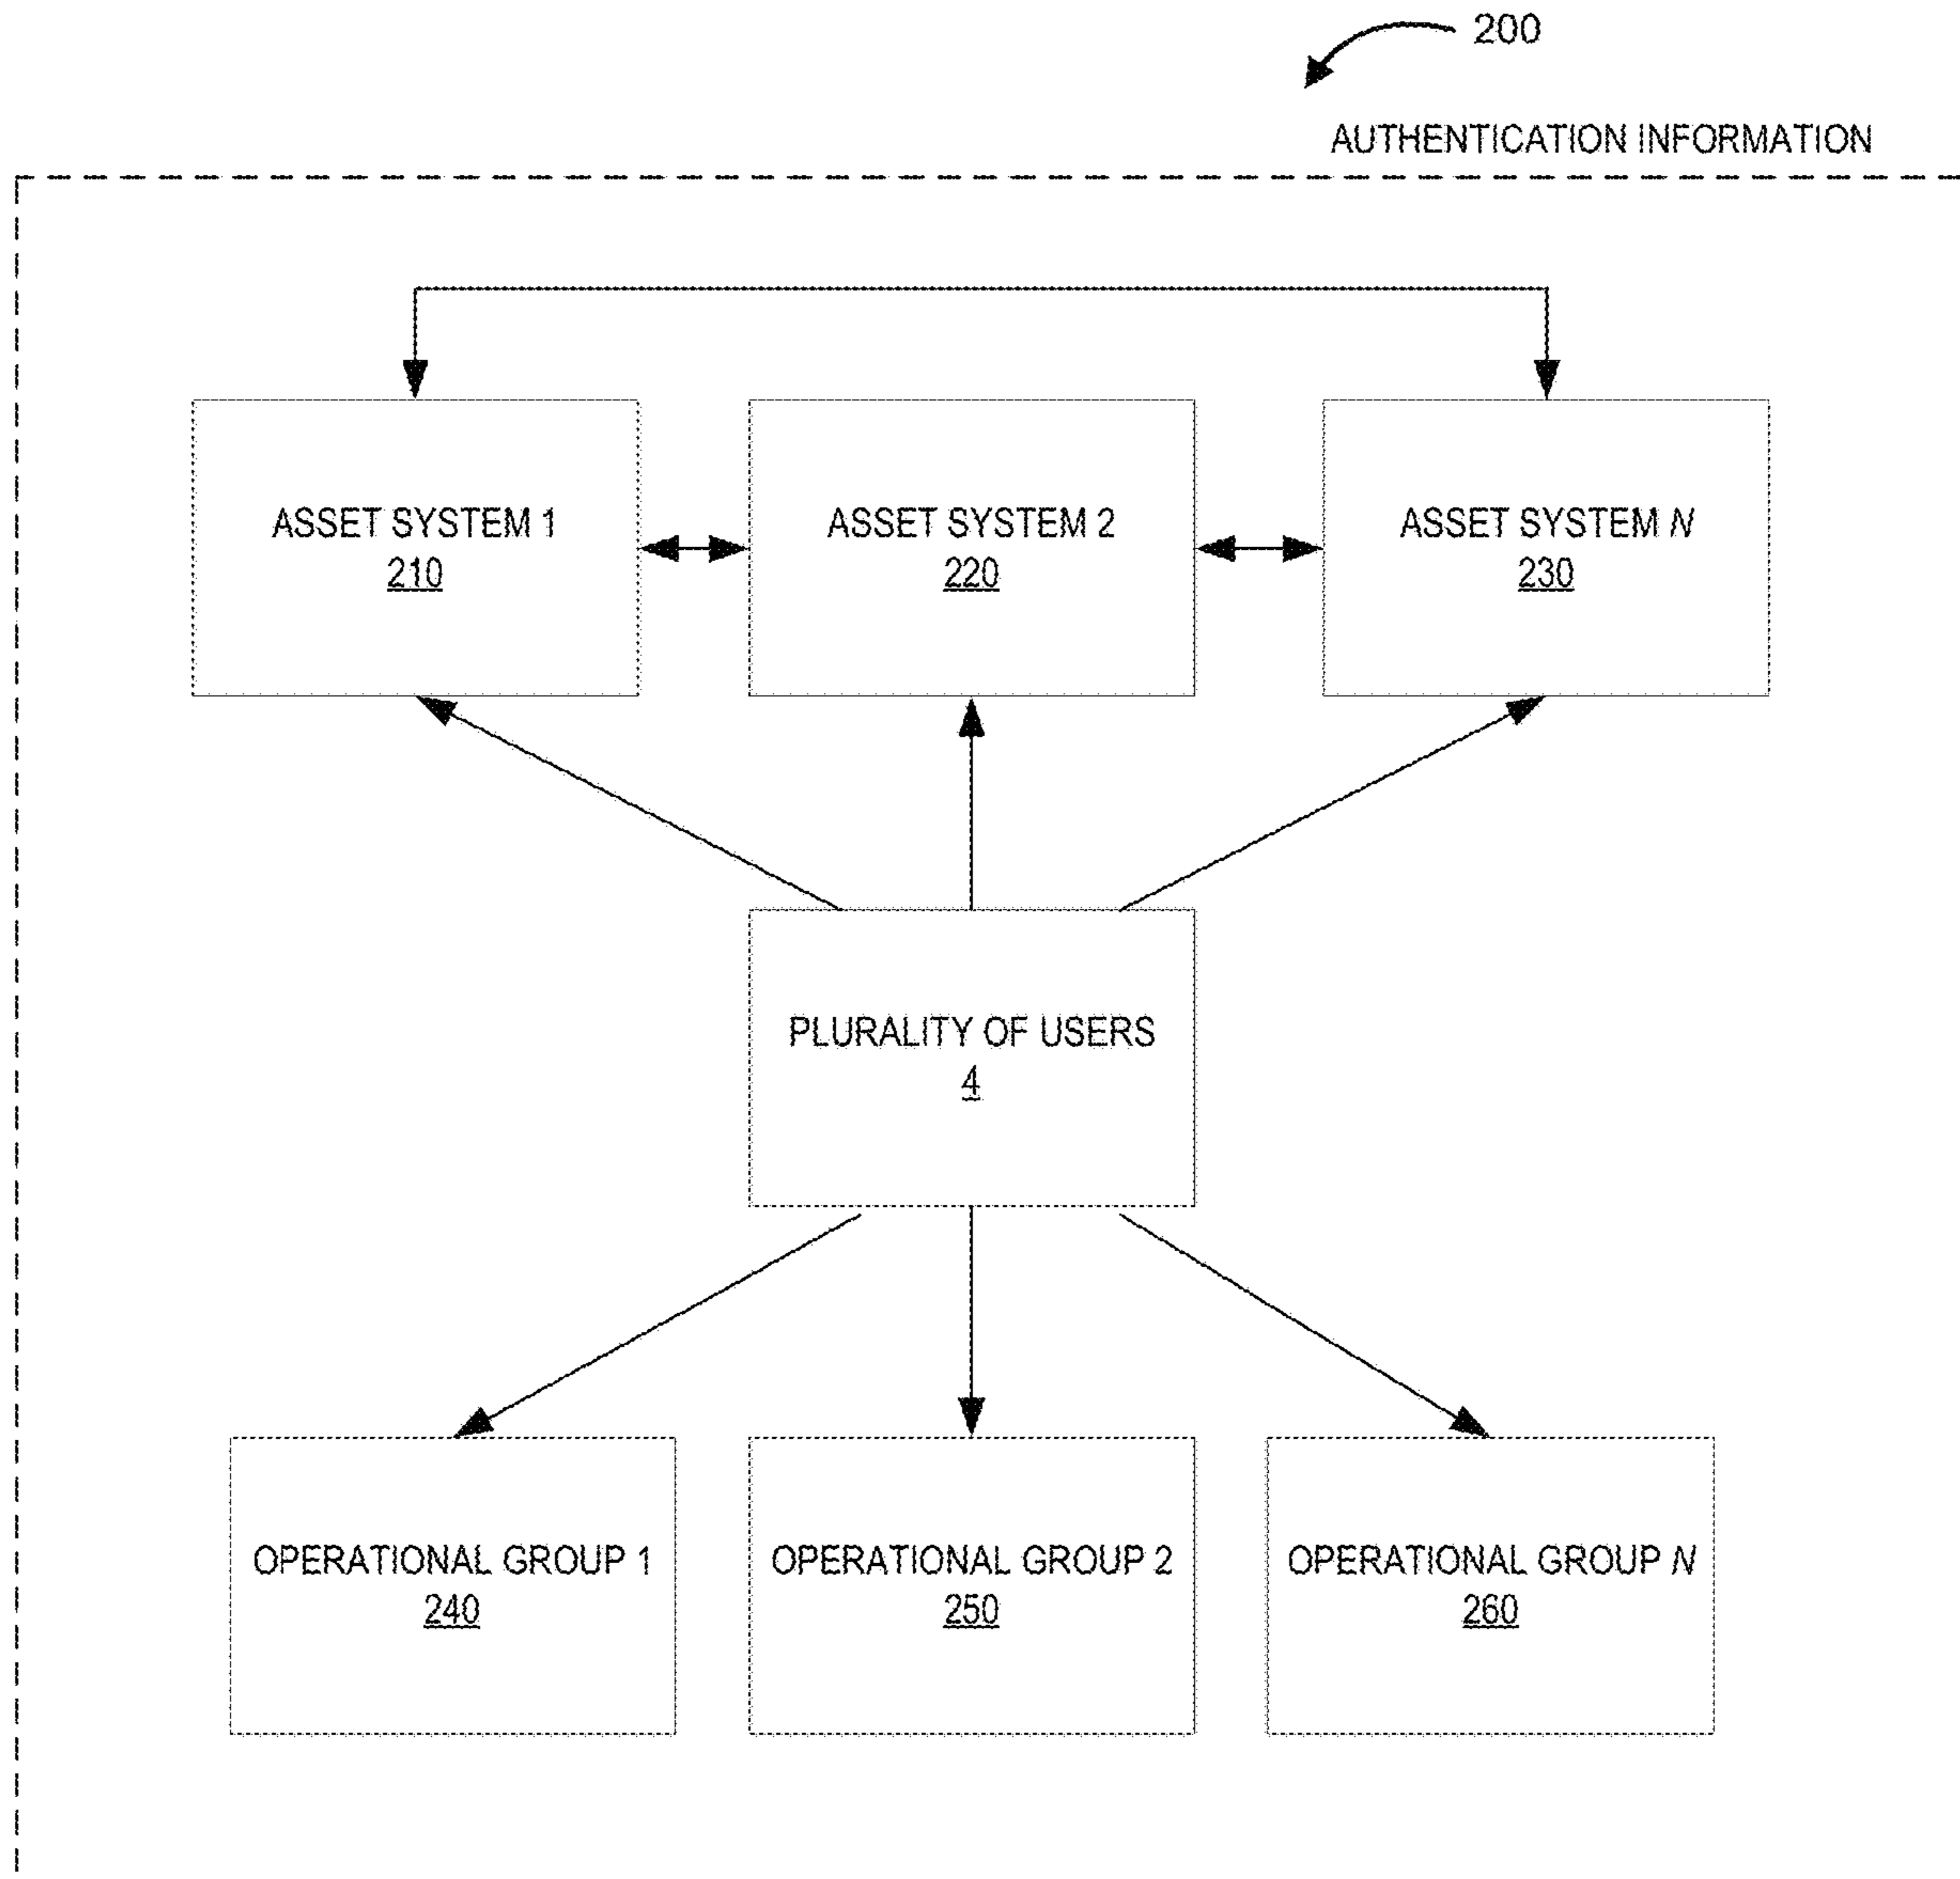 200
AUTHENTICATION INFORMATION
ASSET SYSTEM 1
210
ASSET SYSTEM 2
220
ASSET SYSTEM N
230
PLURALITY OF USERS
4
OPERATIONAL GROUP 1
240
OPERATIONAL GROUP 2
250
OPERATIONAL GROUP N
260